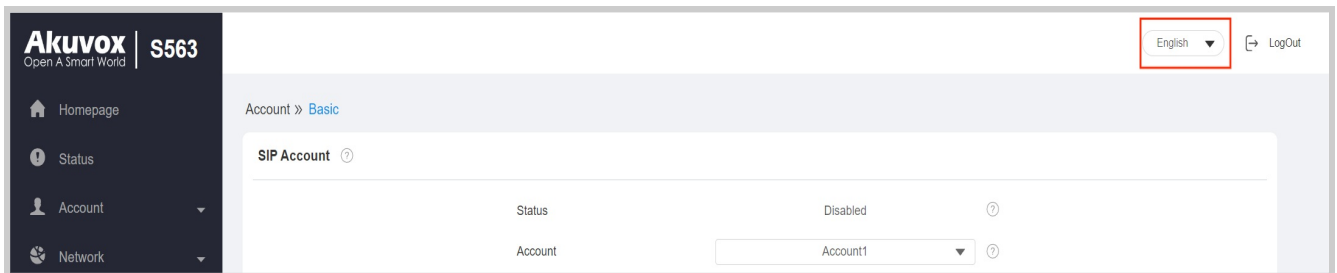 Akuvox S563
Open A Smart World
English LogOut
Homepage
Account » Basic
Status
SIP Account ?
Account
Status Disabled ?
Network
Account Account1 ?